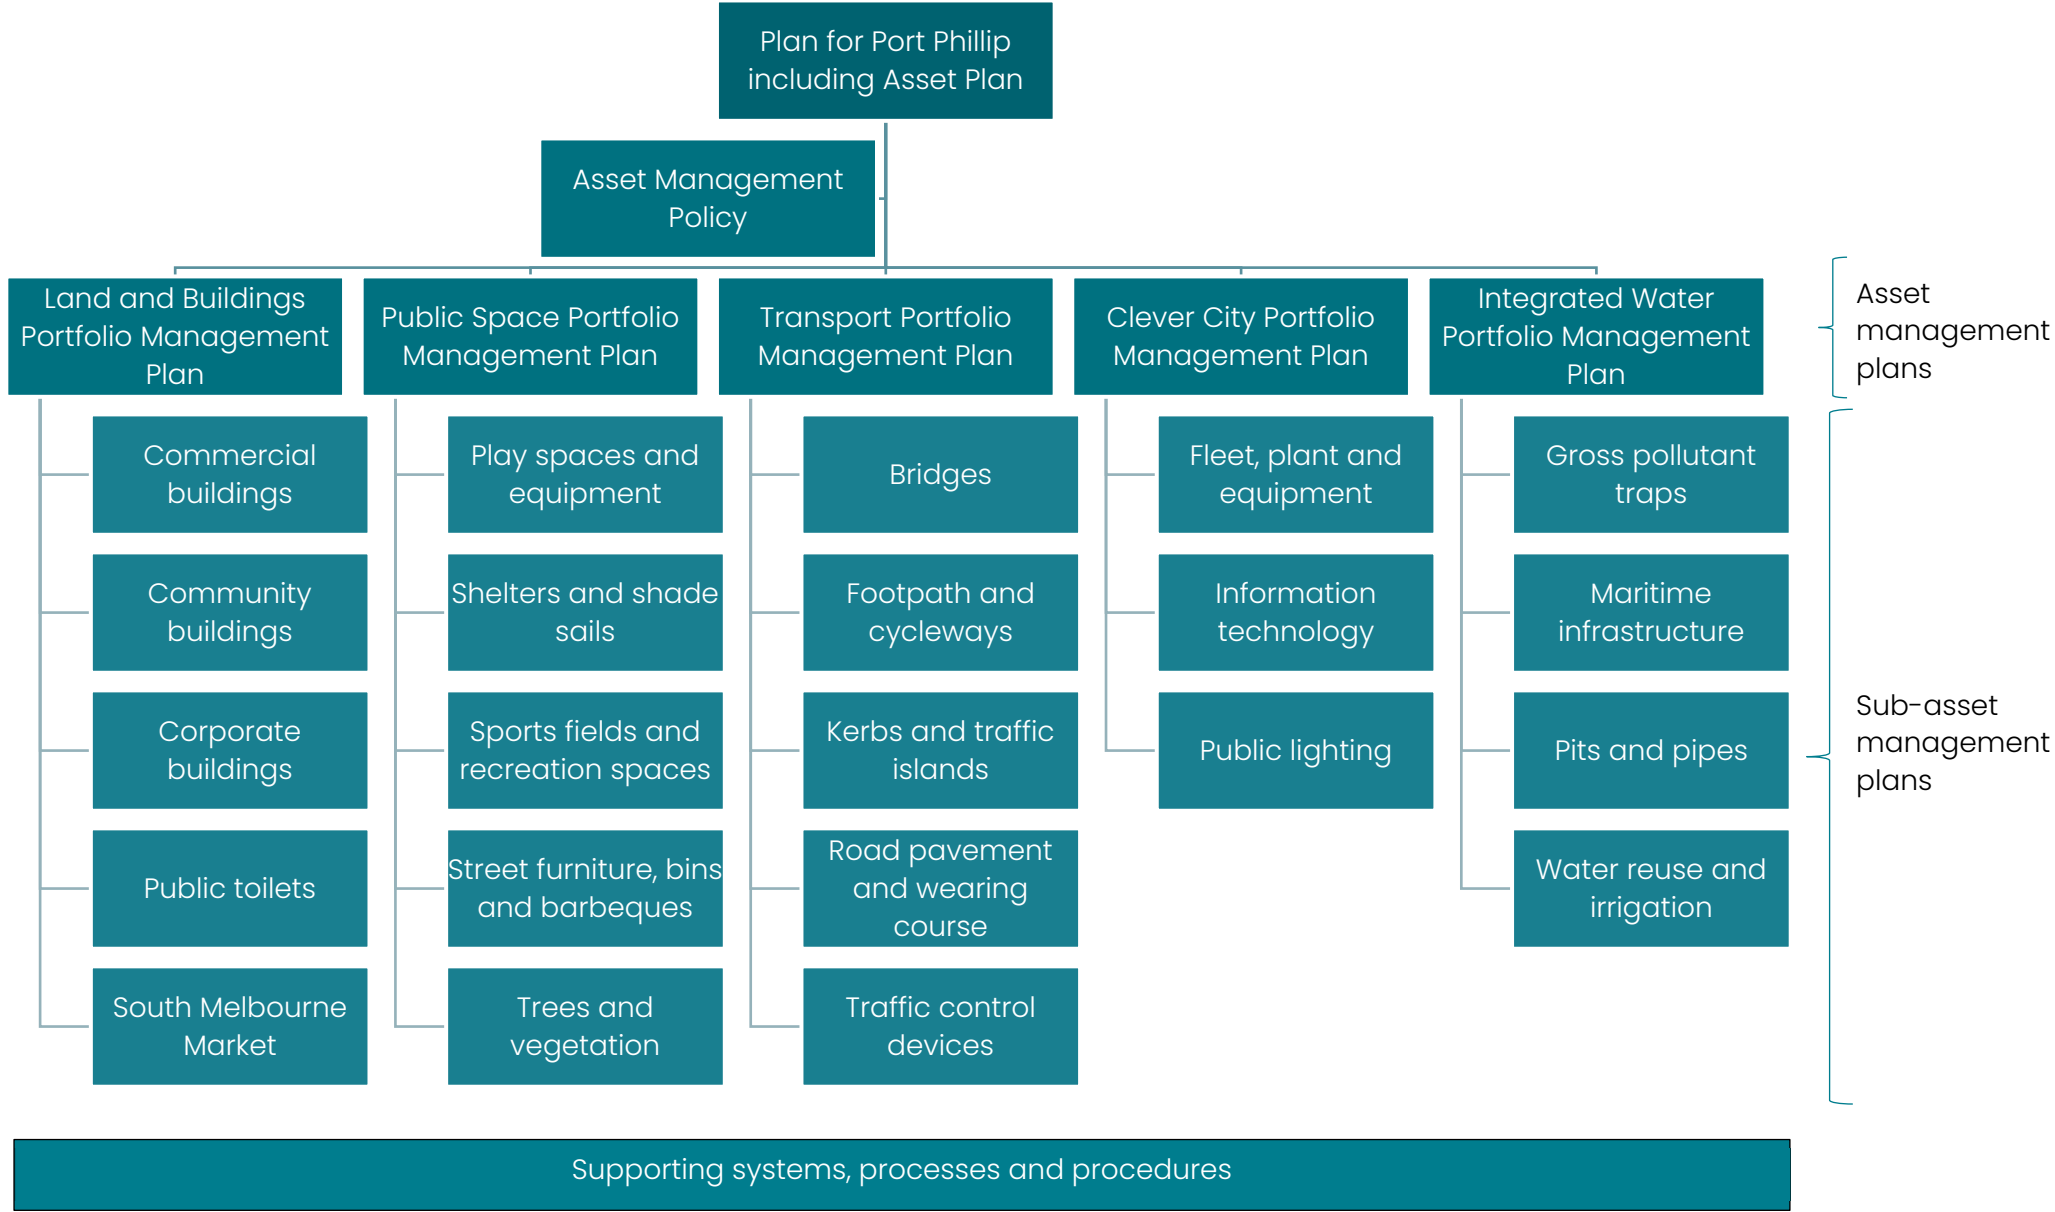 Plan for Port Phillip
including Asset Plan
Asset Management
Policy
Land and Buildings
Portfolio Management
Plan
Public Space Portfolio
Management Plan
Transport Portfolio
Management Plan
Clever City Portfolio
Management Plan
Integrated Water
Portfolio Management
Plan
Asset
management
plans
Commercial
buildings
Community
buildings
Corporate
buildings
Public toilets
South Melbourne
Market
Play spaces and
equipment
Shelters and shade
sails
Sports fields and
recreation spaces
Street furniture, bins
and barbeques
Trees and
vegetation
Bridges
Footpath and
cycleways
Kerbs and traffic
islands
Road pavement
and wearing
course
Traffic control
devices
Fleet, plant and
equipment
Information
technology
Public lighting
Gross pollutant
traps
Maritime
infrastructure
Pits and pipes
Water reuse and
irrigation
Sub-asset
management
plans
Supporting systems, processes and procedures